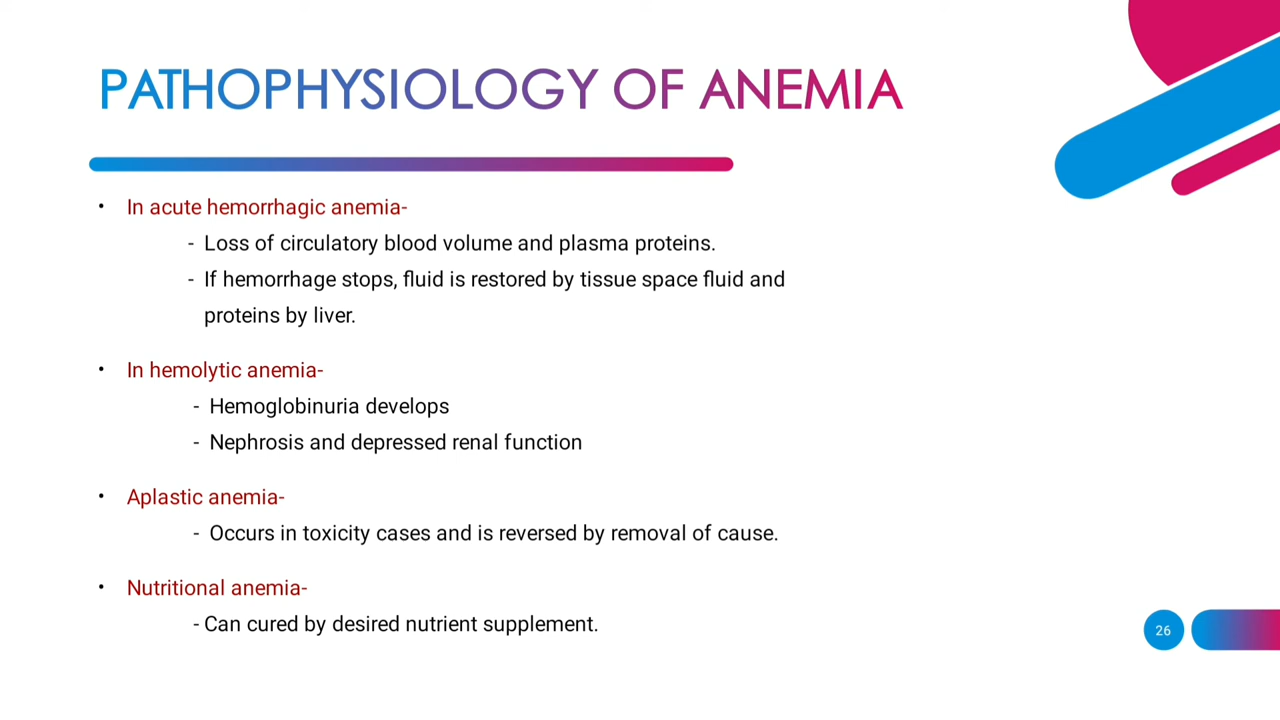 PATHOPHYSIOLOGY OF ANEMIA
• In acute hemorrhagic anemia-
- Loss of circulatory blood volume and plasma proteins.
- If hemorrhage stops, fluid is restored by tissue space fluid and
proteins by liver.
• In hemolytic anemia-
- Hemoglobinuria develops
- Nephrosis and depressed renal function
• Aplastic anemia-
- Occurs in toxicity cases and is reversed by removal of cause.
• Nutritional anemia-
- Can cured by desired nutrient supplement.
26